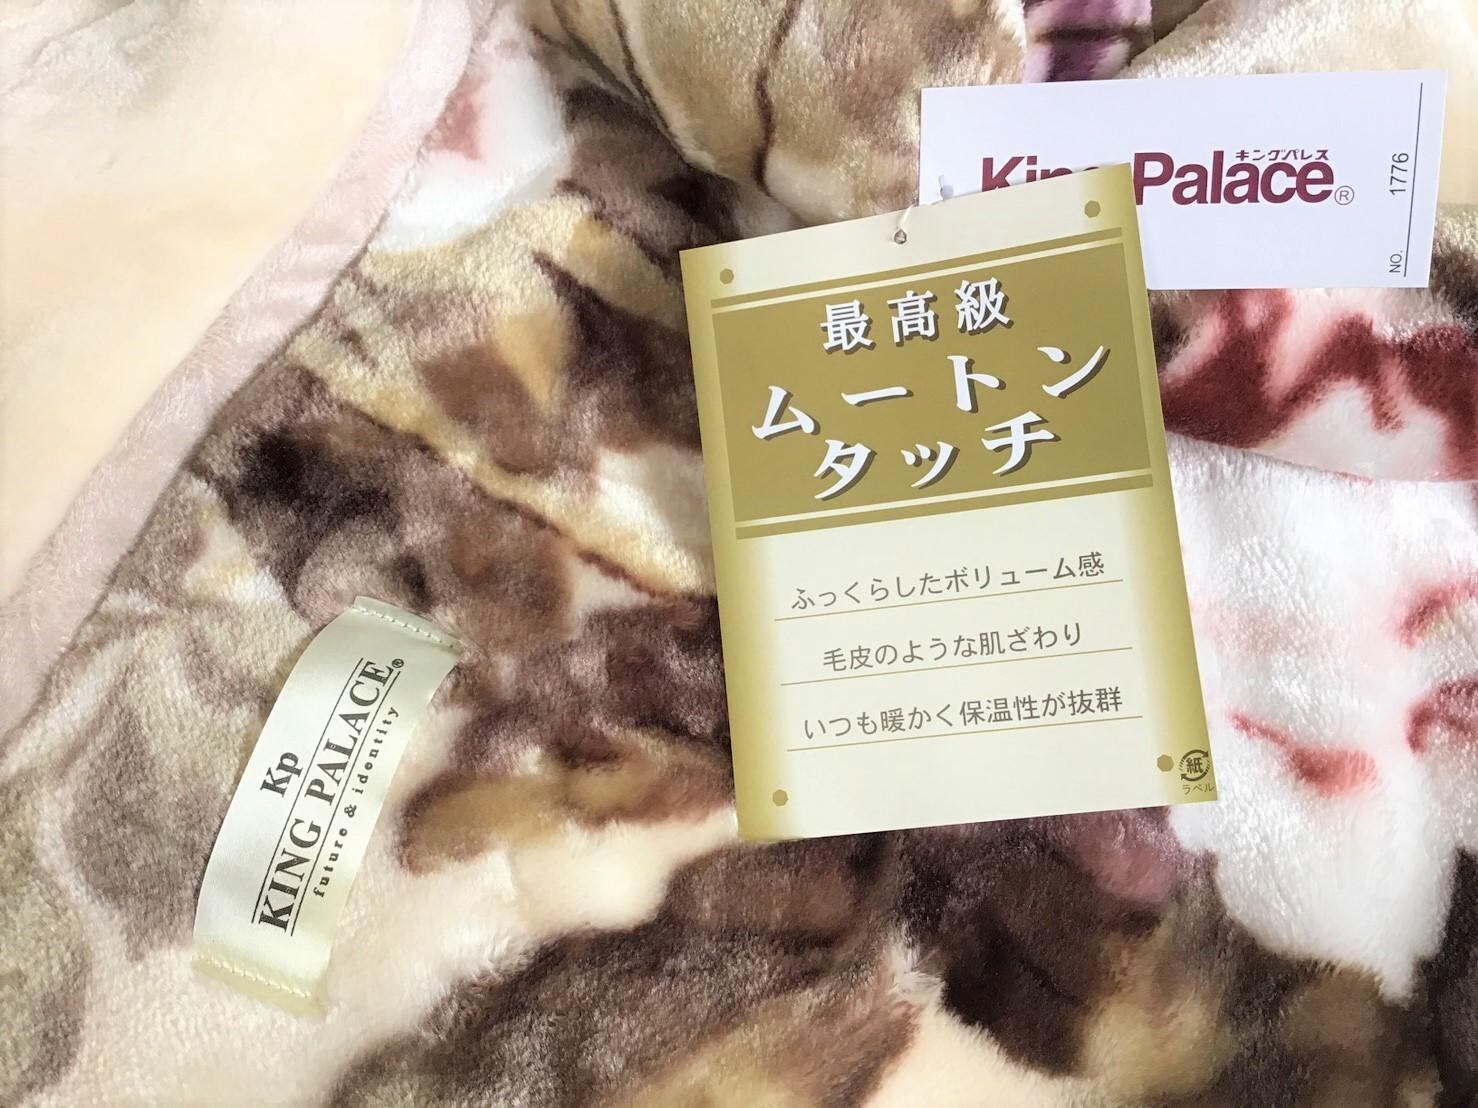 キングパレス
King Palace®
NO. 1776
最高級
ムートン
タッチ
ふっくらしたボリューム感
毛皮のような肌ざわり
いつも暖かく保温性が抜群
紙
ラベル
Kp
KING PALACE®
future & identity